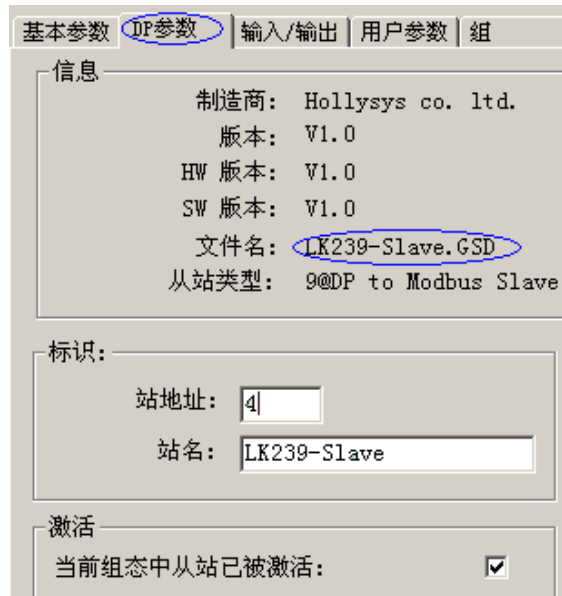 基本参数 DP参数 输入/输出 用户参数 组
信息
制造商: Hollysys co. ltd.
版本: V1.0
HW 版本: V1.0
SW 版本: V1.0
文件名: LK239-Slave.GSD
从站类型: 9@DP to Modbus Slave
标识:
站地址: 4
站名: LK239-Slave
激活
当前组态中从站已被激活: